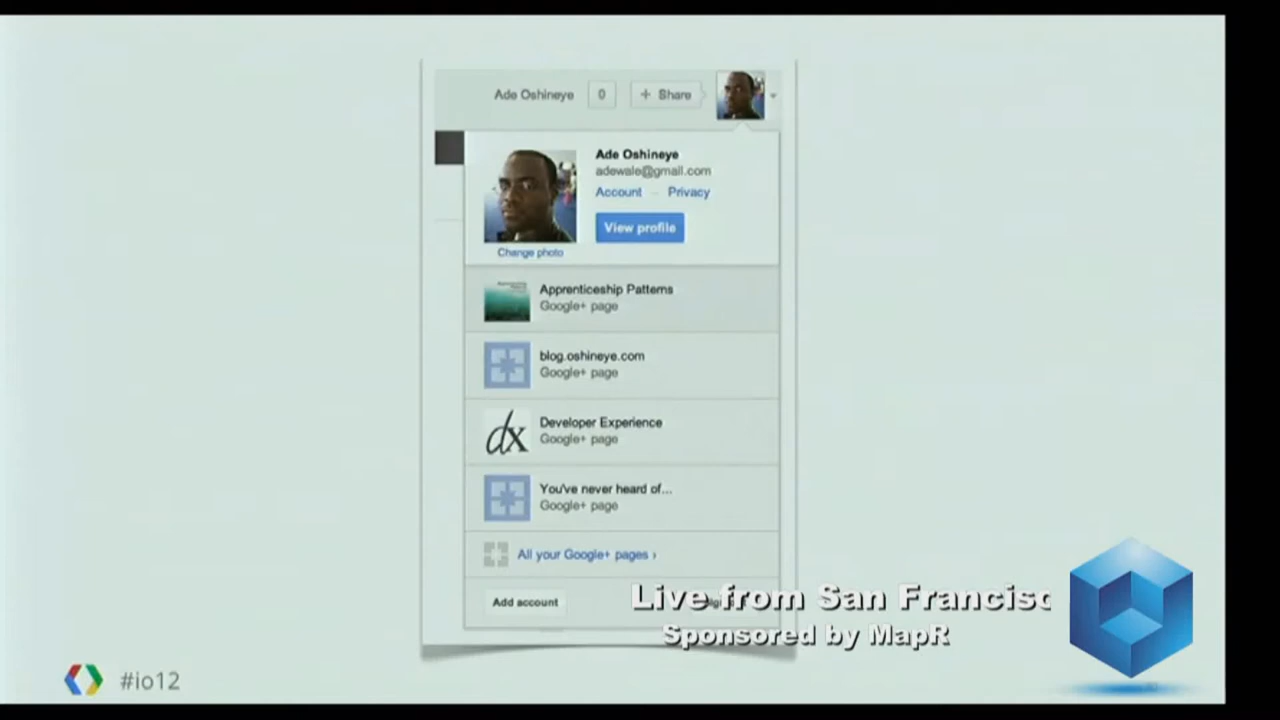 Ade Oshineye 0 + Share
Ade Oshineye
adewale@gmail.com
Account Privacy
View profile
Change photo
Apprenticeship Patterns
Google+ page
blog.oshineye.com
Google+ page
Developer Experience
Google+ page
dx
You've never heard of...
Google+ page
All your Google+ pages ›
Add account
Live from San Francisc
Sponsored by MapR
#io12